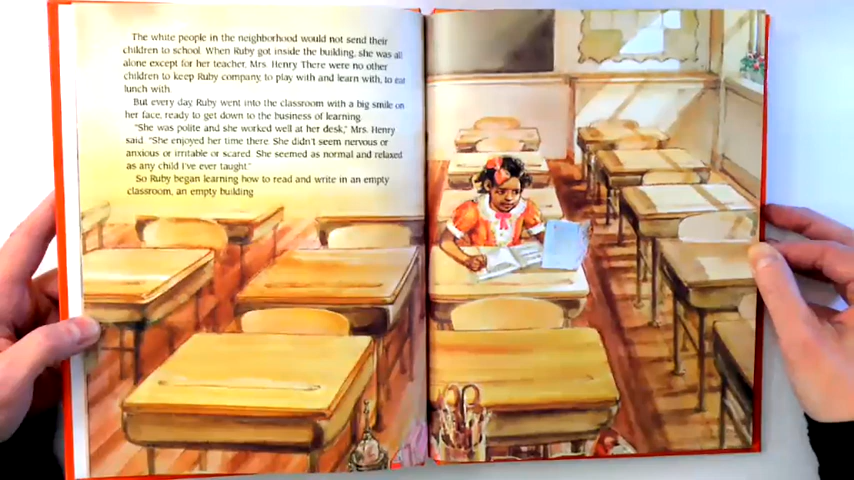 The white people in the neighborhood would not send their
children to school. When Ruby got inside the building, she was all
alone except for her teacher, Mrs. Henry. There were no other
children to keep Ruby company, to play with and learn with, to eat
lunch with.
But every day, Ruby went into the classroom with a big smile on
her face, ready to get down to the business of learning.
"She was polite and she worked well at her desk," Mrs. Henry
said. "She enjoyed her time there. She didn't seem nervous or
anxious or irritable or scared. She seemed as normal and relaxed
as any child I've ever taught."
So Ruby began learning how to read and write in an empty
classroom, an empty building.